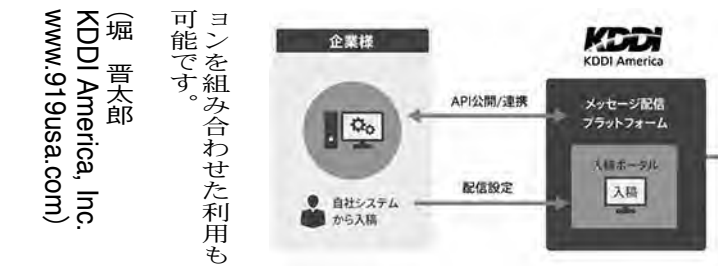 ョンを組み合わせた利用も
可能です。
(堀 晋太郎
KDDI America, Inc.
www.919usa.com)
企業様
自社システム
から入稿
API公開/連携
配信設定
KDDI
KDDI America
メッセージ配信
プラットフォーム
入稿ポータル
入稿